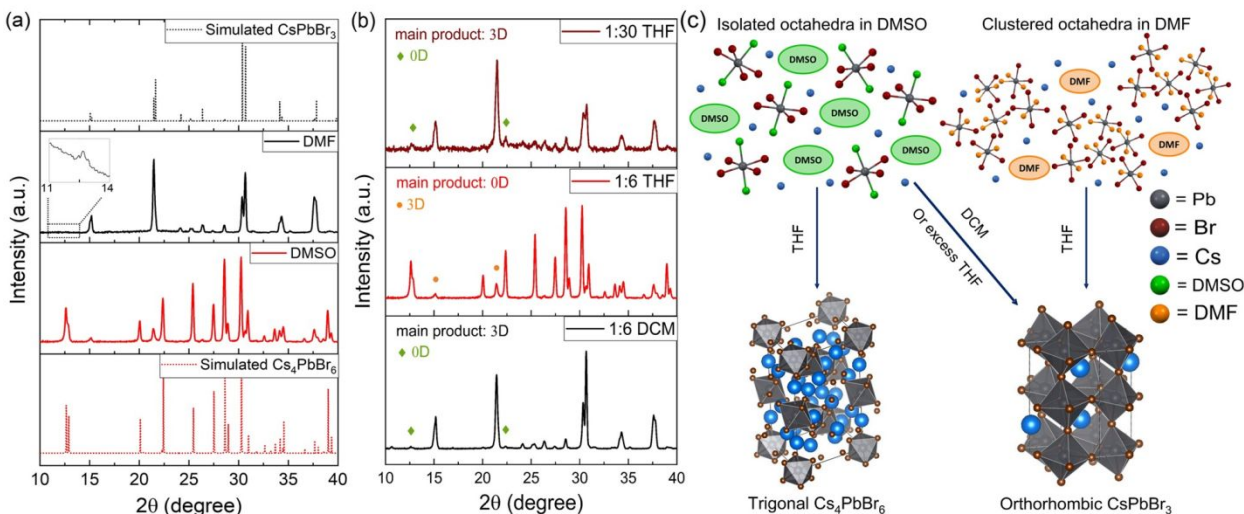 (a)
Simulated CsPbBr₃
DMF
11 14
DMSO
Simulated Cs₄PbBr₆
Intensity (a.u.)
10 15 20 25 30 35 40
2θ (degree)
(b)
main product: 3D
1:30 THF
0D
main product: 0D
1:6 THF
3D
main product: 3D
1:6 DCM
0D
Intensity (a.u.)
10 15 20 25 30 35 40
2θ (degree)
(c)
Isolated octahedra in DMSO
Clustered octahedra in DMF
DMSO
DMSO
DMSO
DMSO
DMSO
DMF
DMF
DMF
= Pb
= Br
= Cs
= DMSO
= DMF
THF
DCM
Or excess THF
THF
Trigonal Cs₄PbBr₆
Orthorhombic CsPbBr₃